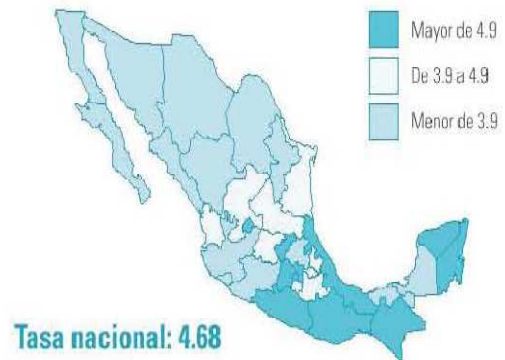 Mayor de 4.9
De 3.9 a 4.9
Menor de 3.9
Tasa nacional: 4.68